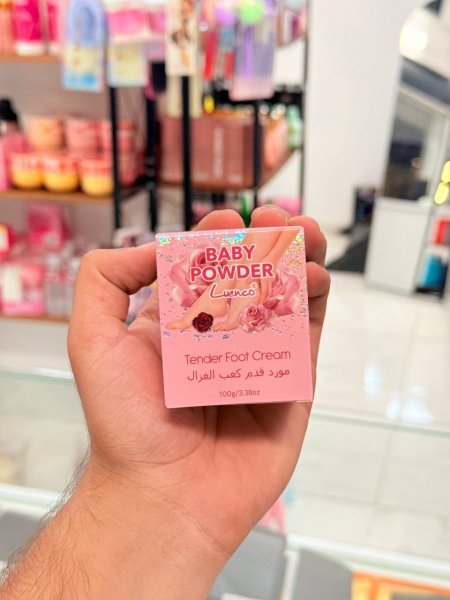 BABY
POWDER
Luenco
Tender Foot Cream
مورد قدم كعب الغزال
100g/3.38oz